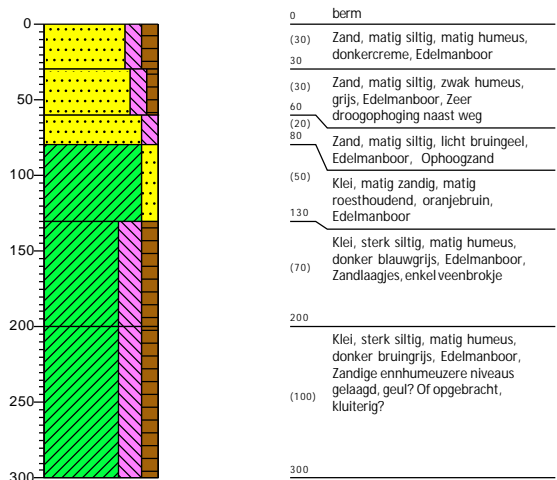 0
50
100
150
200
250
300
0 berm
(30) Zand, matig siltig, matig humeus,
donkercreme, Edelmanboor
30
(30) Zand, matig siltig, zwak humeus,
grijs, Edelmanboor, Zeer
droogophoging naast weg
60
(20) Zand, matig siltig, licht bruingeel,
Edelmanboor, Ophoogzand
80
(50) Klei, matig zandig, matig
roesthoudend, oranjebruin,
Edelmanboor
130
(70) Klei, sterk siltig, matig humeus,
donker blauwgrijs, Edelmanboor,
Zandlaagjes, enkel veenbrokje
200
(100) Klei, sterk siltig, matig humeus,
donker bruingrijs, Edelmanboor,
Zandige ennhumeuzere niveaus
gelaagd, geul? Of opgebracht,
kluiterig?
300